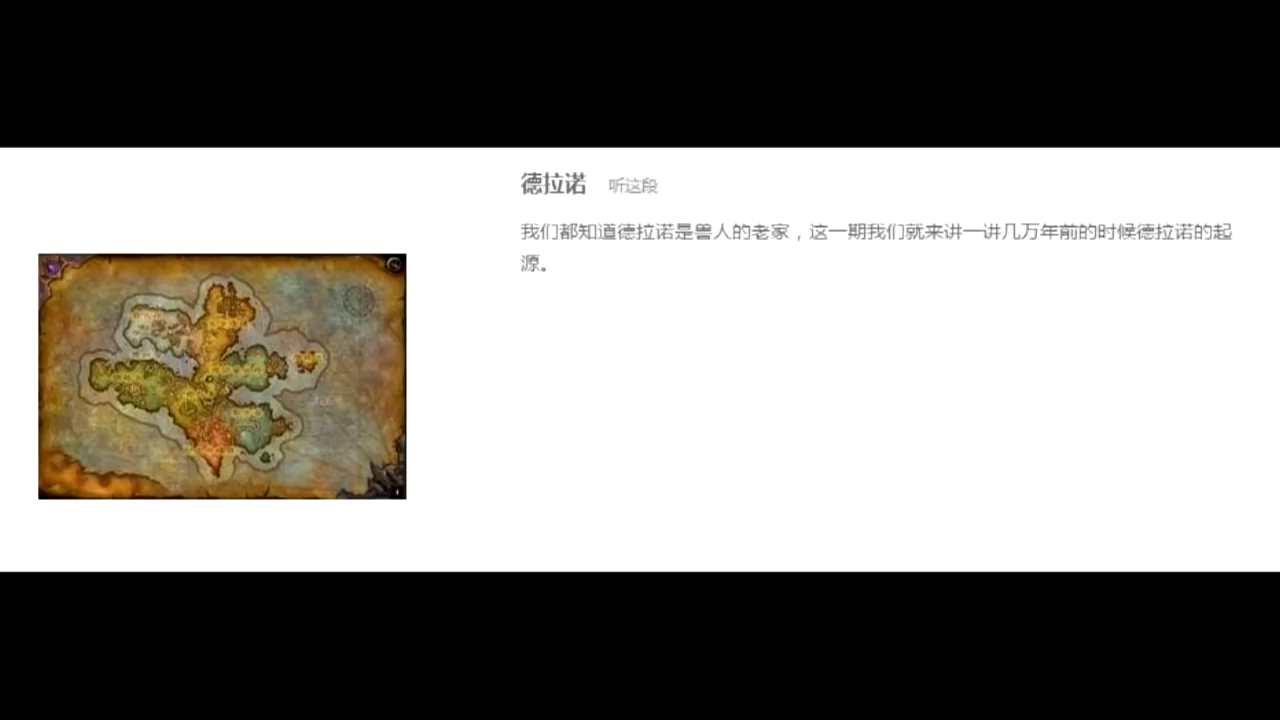 德拉诺 听这段
我们都知道德拉诺是兽人的老家，这一期我们就来讲一讲几万年前的时候德拉诺的起
源。